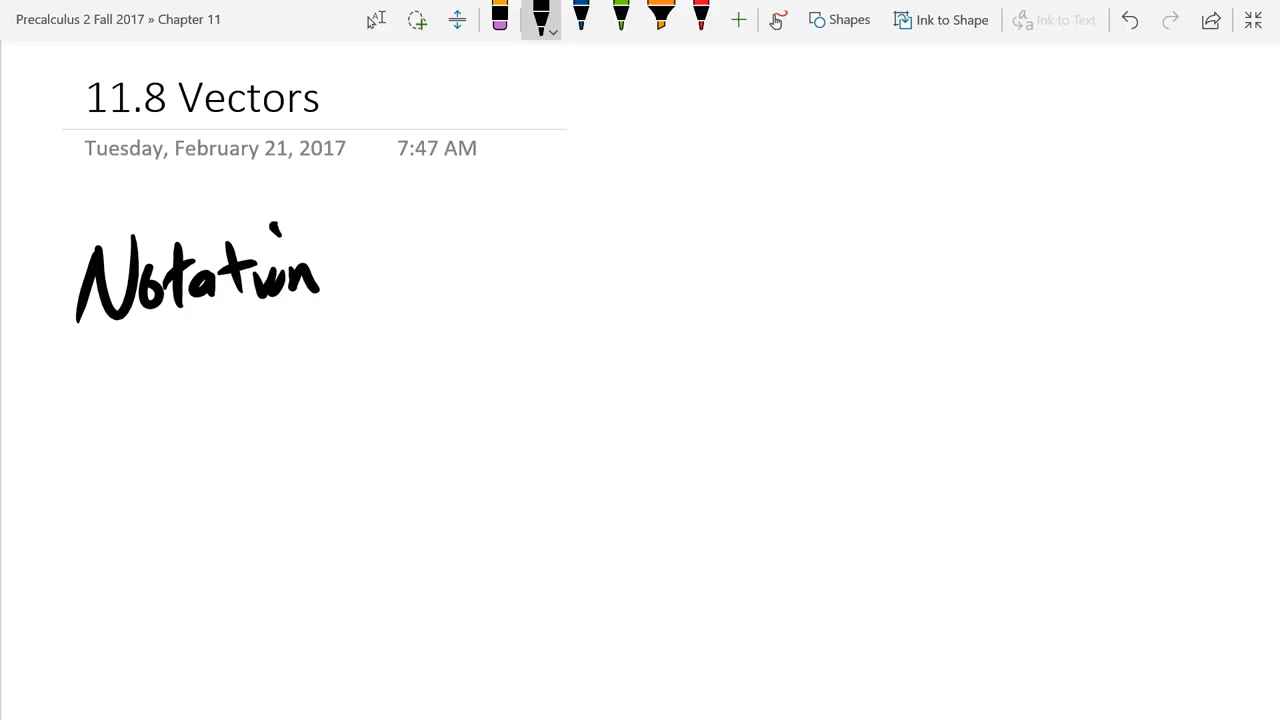 Precalculus 2 Fall 2017 » Chapter 11
Shapes
Ink to Shape
Ink to Text
11.8 Vectors
Tuesday, February 21, 2017 7:47 AM
Notation